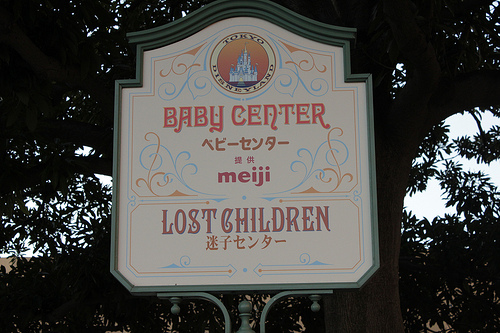 TOKYO
DISNEYLAND
BABY CENTER
ベビーセンター
提供
meiji
LOST CHILDREN
迷子センター